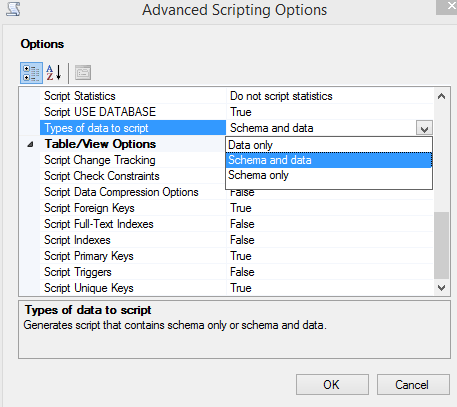 Advanced Scripting Options
Options
Script Statistics Do not script statistics
Script USE DATABASE True
Types of data to script Schema and data
Table/View Options Data only
Script Change Tracking Schema and data
Script Check Constraints Schema only
Script Data Compression Options False
Script Foreign Keys True
Script Full-Text Indexes False
Script Indexes False
Script Primary Keys True
Script Triggers False
Script Unique Keys True
Types of data to script
Generates script that contains schema only or schema and data.
OK Cancel